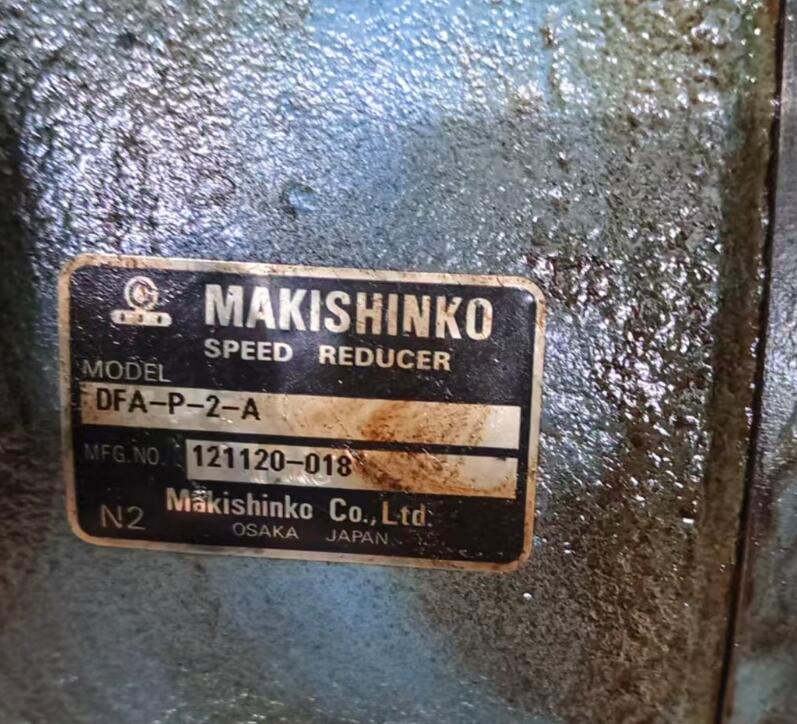 MAKISHINKO
SPEED REDUCER
MODEL
DFA-P-2-A
MFG.NO. 121120-018
Makishinko Co.,Ltd.
N2 OSAKA JAPAN